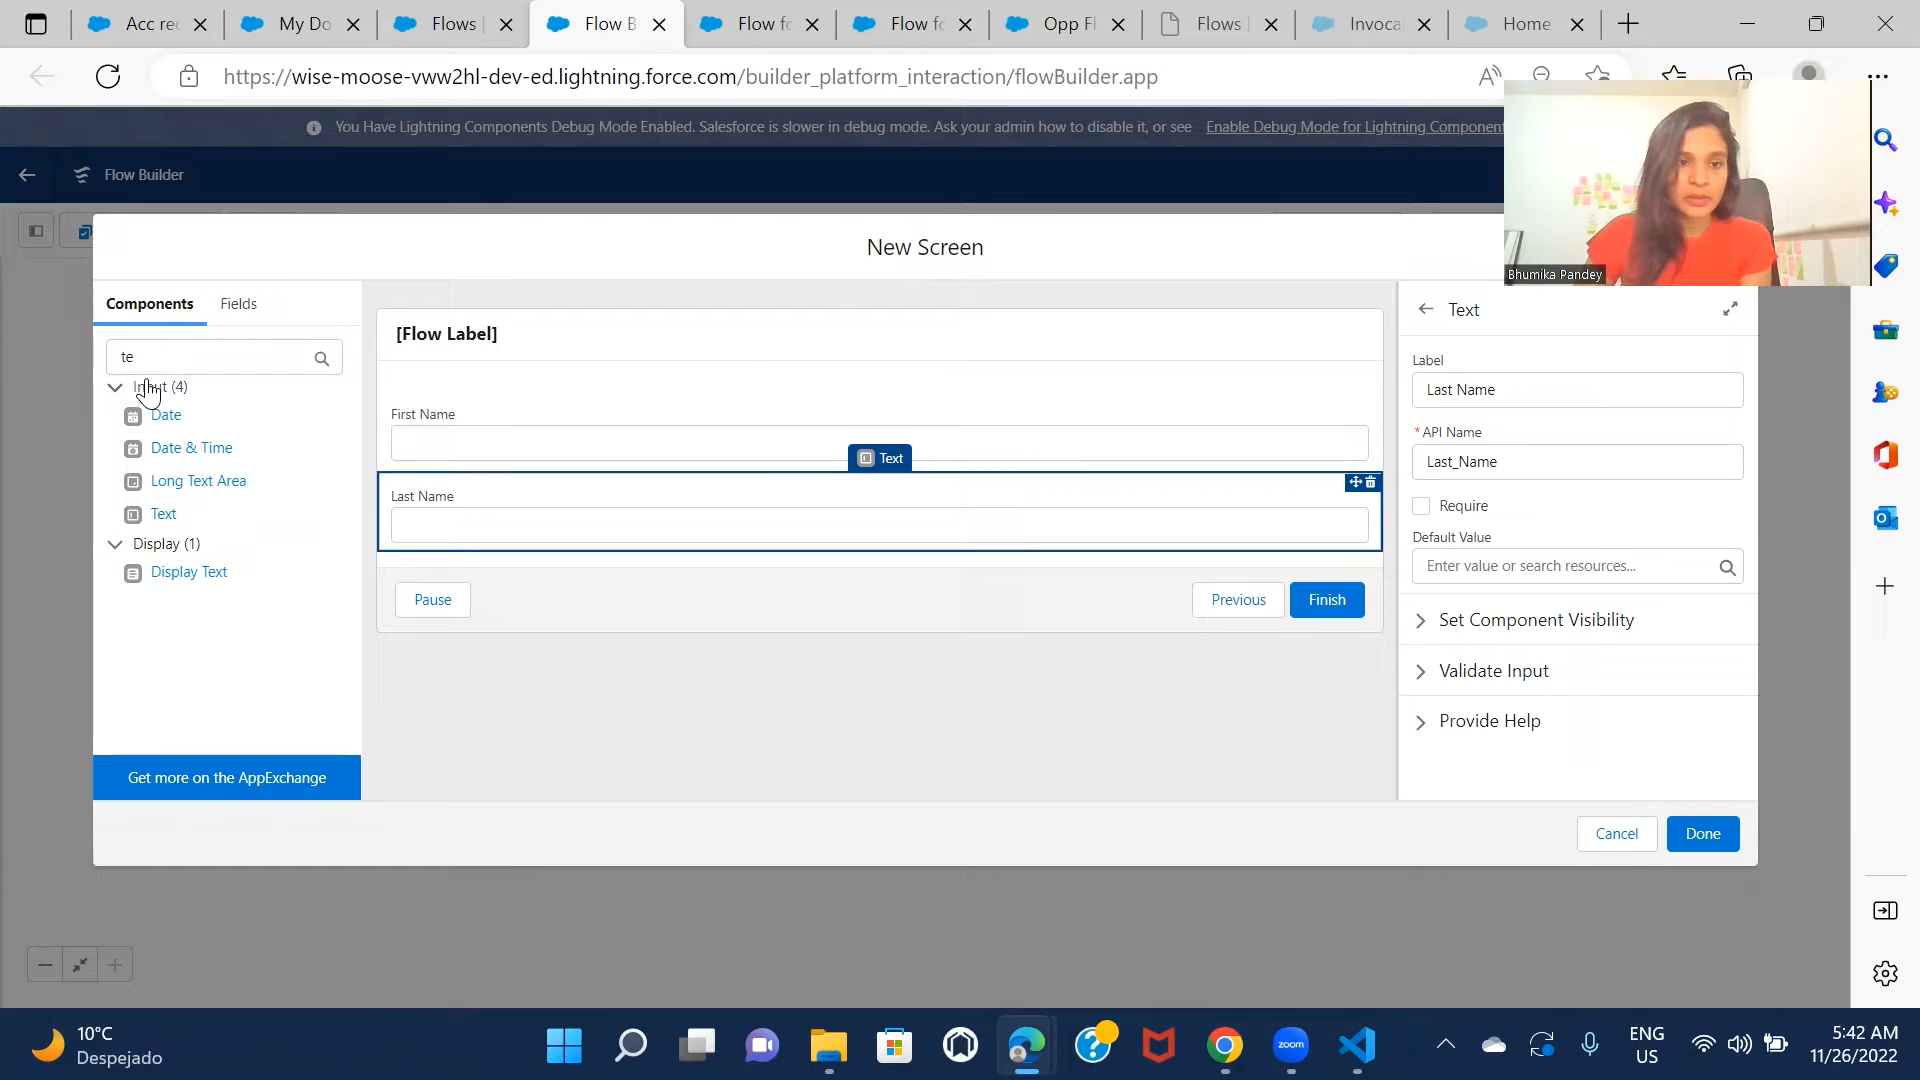 Acc rec
My Do
Flows
Flow B
Flow fo
Flow fo
Opp Fl
Flows
Invoca
Home
https://wise-moose-vww2hl-dev-ed.lightning.force.com/builder_platform_interaction/flowBuilder.app
You Have Lightning Components Debug Mode Enabled. Salesforce is slower in debug mode. Ask your admin how to disable it, or see Enable Debug Mode for Lightning Component
Flow Builder
New Screen
Bhumika Pandey
Components
Fields
te
Input (4)
Date
Date & Time
Long Text Area
Text
Display (1)
Display Text
Get more on the AppExchange
[Flow Label]
First Name
Text
Last Name
Pause
Previous
Finish
Text
Label
Last Name
*API Name
Last_Name
Require
Default Value
Enter value or search resources...
Set Component Visibility
Validate Input
Provide Help
Cancel
Done
10°C
Despejado
zoom
ENG
US
5:42 AM
11/26/2022